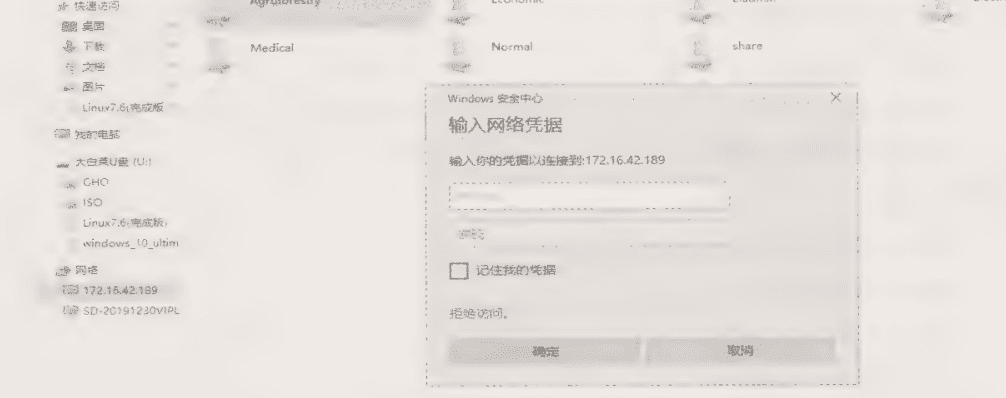 快速访问
桌面
下载
文档
图片
Linux7.6(完成版
我的电脑
大白菜U盘 (U:)
GHO
ISO
Linux7.6(完成版)
windows_10_ultim
网络
172.16.42.189
SD-20191230VIPL
Agruforestry
Economic
Medical
Normal
share
Windows 安全中心
输入网络凭据
输入你的凭据以连接到:172.16.42.189
记住我的凭据
拒绝访问。
确定
取消